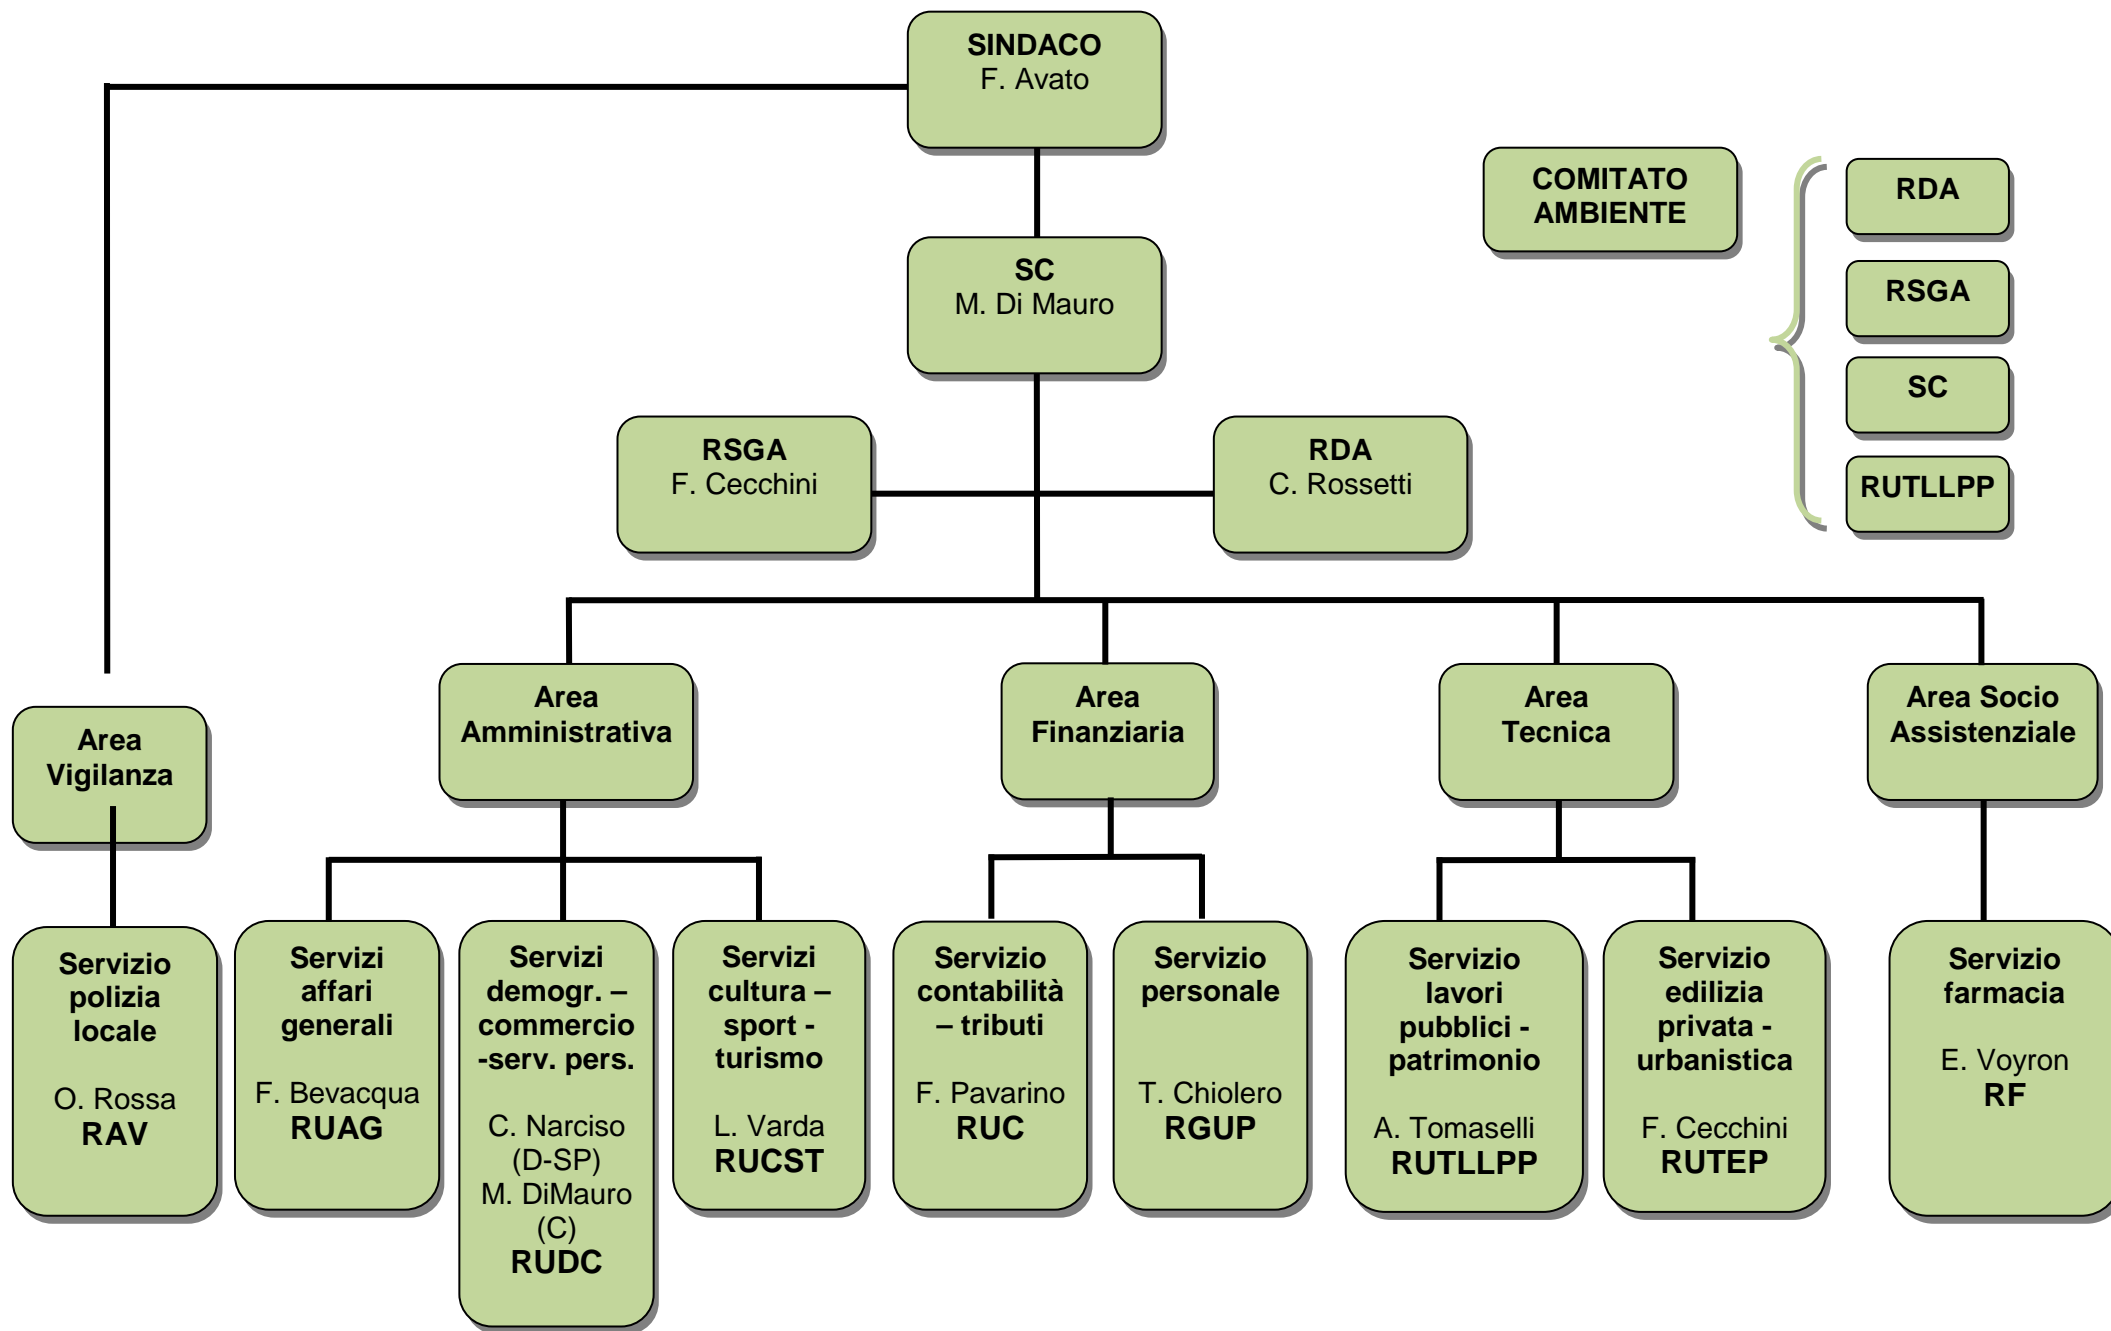 SINDACO
F. Avato
COMITATO
AMBIENTE
RDA
RSGA
SC
RUTLLPP
SC
M. Di Mauro
RSGA
F. Cecchini
RDA
C. Rossetti
Area
Vigilanza
Area
Amministrativa
Area
Finanziaria
Area
Tecnica
Area Socio
Assistenziale
Servizio
polizia
locale
O. Rossa
RAV
Servizi
affari
generali
F. Bevacqua
RUAG
Servizi
demogr. –
commercio
-serv. pers.
C. Narciso
(D-SP)
M. DiMauro
(C)
RUDC
Servizi
cultura –
sport -
turismo
L. Varda
RUCST
Servizio
contabilità
– tributi
F. Pavarino
RUC
Servizio
personale
T. Chiolero
RGUP
Servizio
lavori
pubblici -
patrimonio
A. Tomaselli
RUTLLPP
Servizio
edilizia
privata -
urbanistica
F. Cecchini
RUTEP
Servizio
farmacia
E. Voyron
RF